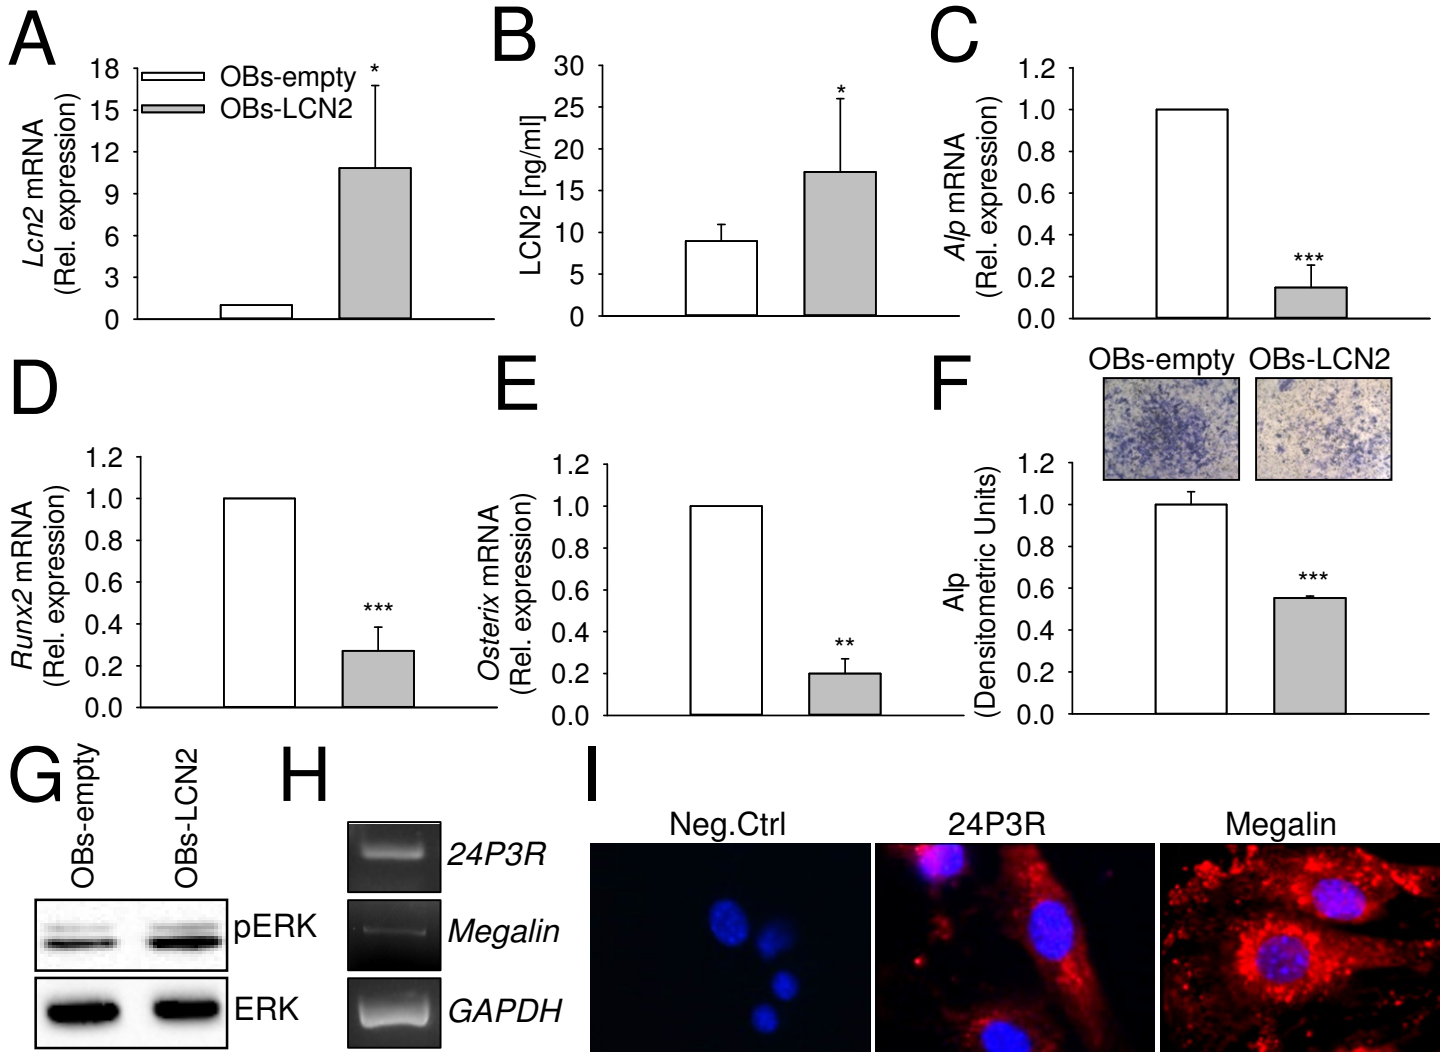 A
Lcn2 mRNA
(Rel. expression)
18
15
12
9
6
3
0
OBs-empty
OBs-LCN2
*
B
LCN2 [ng/ml]
30
25
20
15
10
5
0
*
C
Alp mRNA
(Rel. expression)
1.2
1.0
0.8
0.6
0.4
0.2
0.0
***
D
Runx2 mRNA
(Rel. expression)
1.2
1.0
0.8
0.6
0.4
0.2
0.0
***
E
Osterix mRNA
(Rel. expression)
1.2
1.0
0.8
0.6
0.4
0.2
0.0
**
F
OBs-empty OBs-LCN2
Alp
(Densitometric Units)
1.2
1.0
0.8
0.6
0.4
0.2
0.0
***
G
OBs-empty
OBs-LCN2
pERK
ERK
H
24P3R
Megalin
GAPDH
I
Neg.Ctrl
24P3R
Megalin